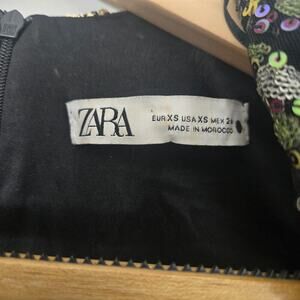 ZARA
EUR XS USA XS MEX 24
MADE IN MOROCCO